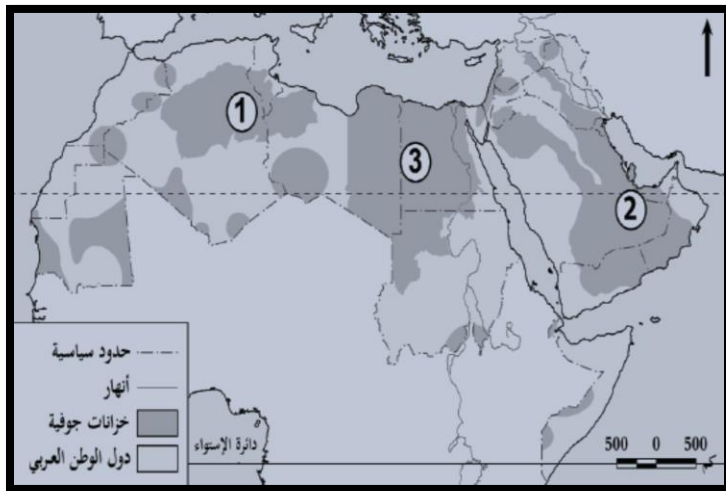 1
3
2
حدود سياسية
أنهار
خزانات جوفية
دول الوطن العربي
دائرة الإستواء
500 0 500
كم